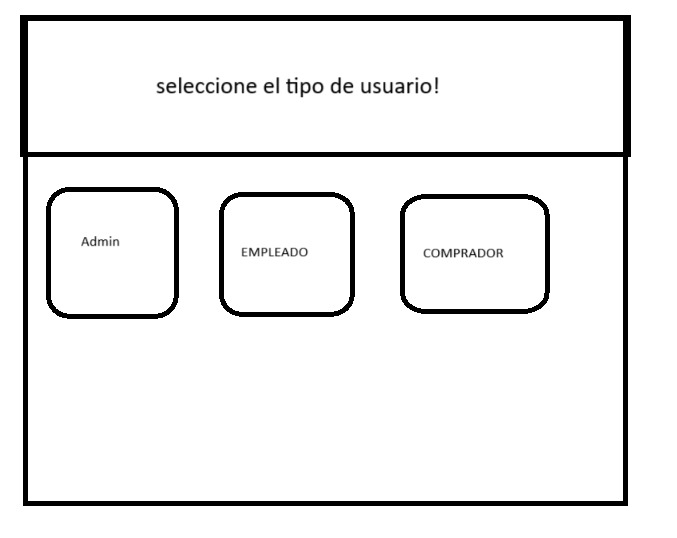 seleccione el tipo de usuario!
Admin
EMPLEADO
COMPRADOR